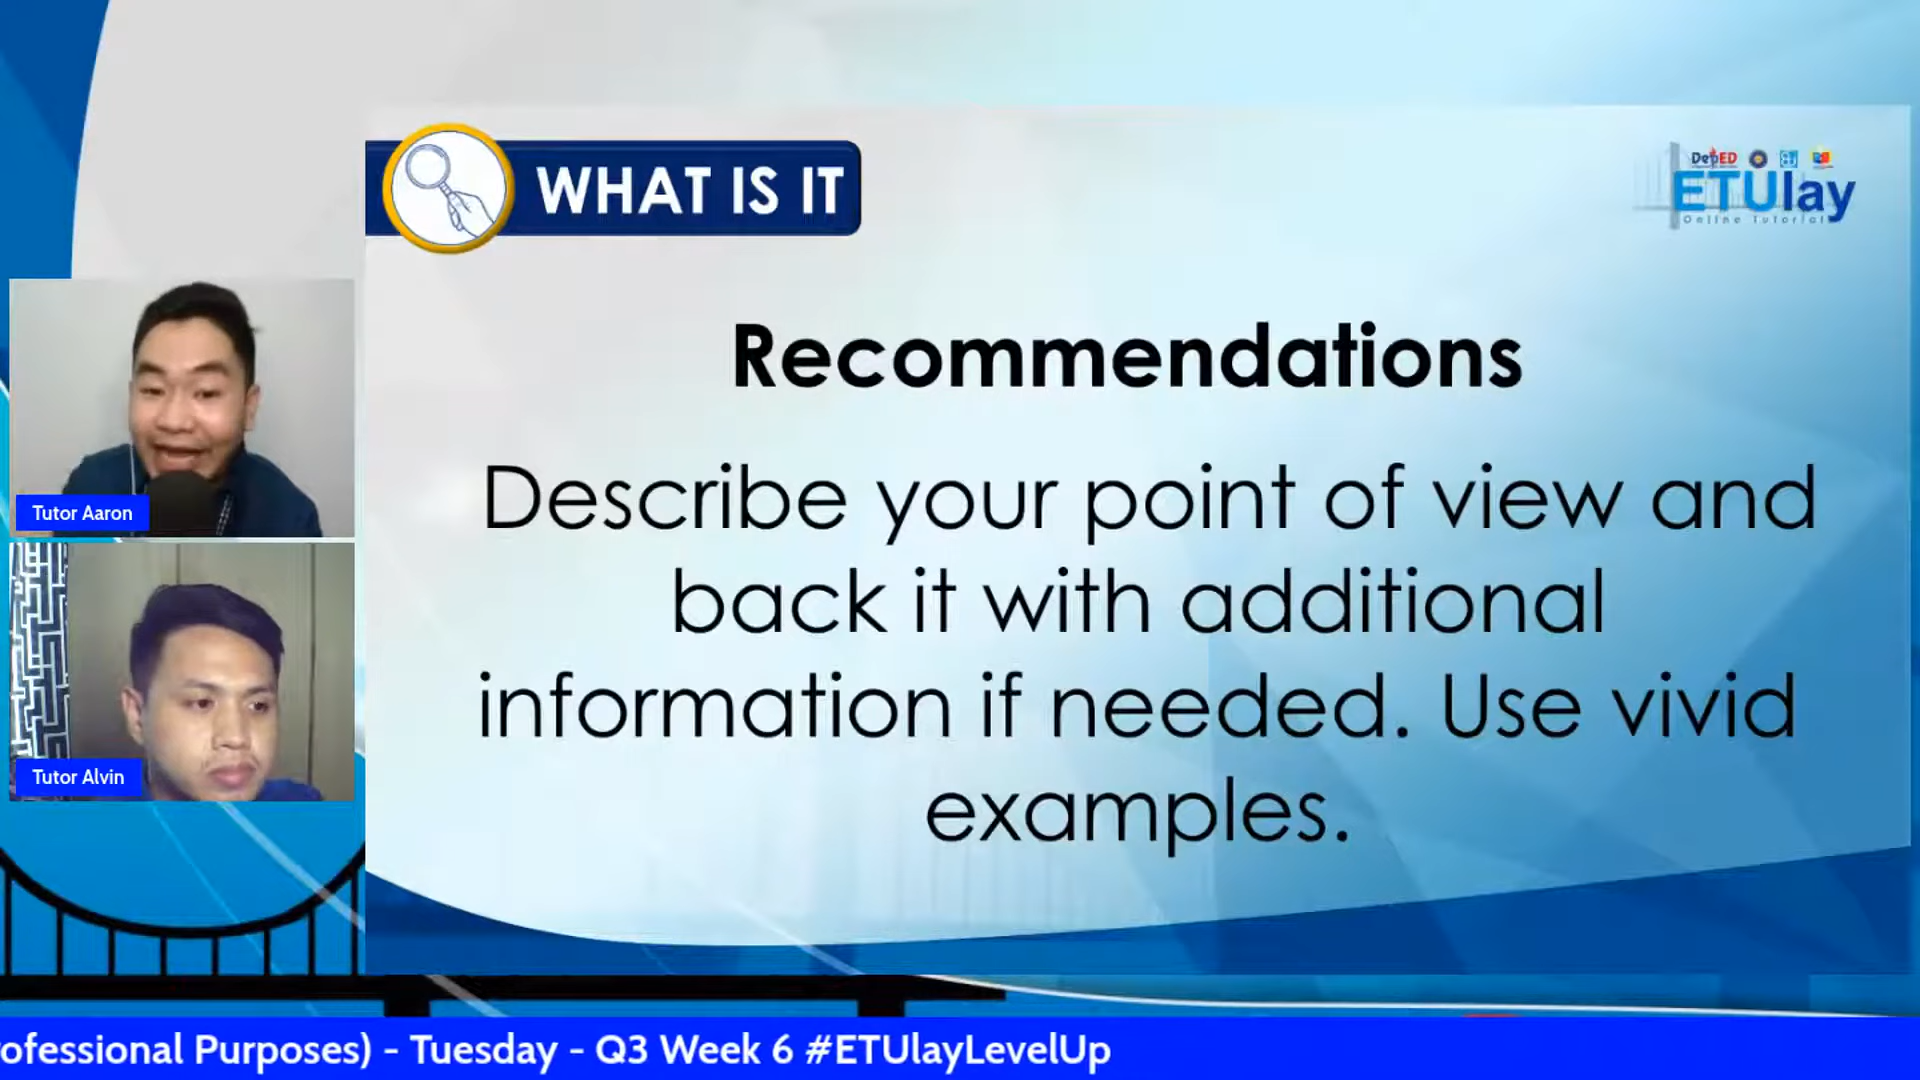 WHAT IS IT
DepED
ETUlay
Online Tutorial
Recommendations
Describe your point of view and
back it with additional
information if needed. Use vivid
examples.
Tutor Aaron
Tutor Alvin
ofessional Purposes) - Tuesday - Q3 Week 6 #ETUlayLevelUp